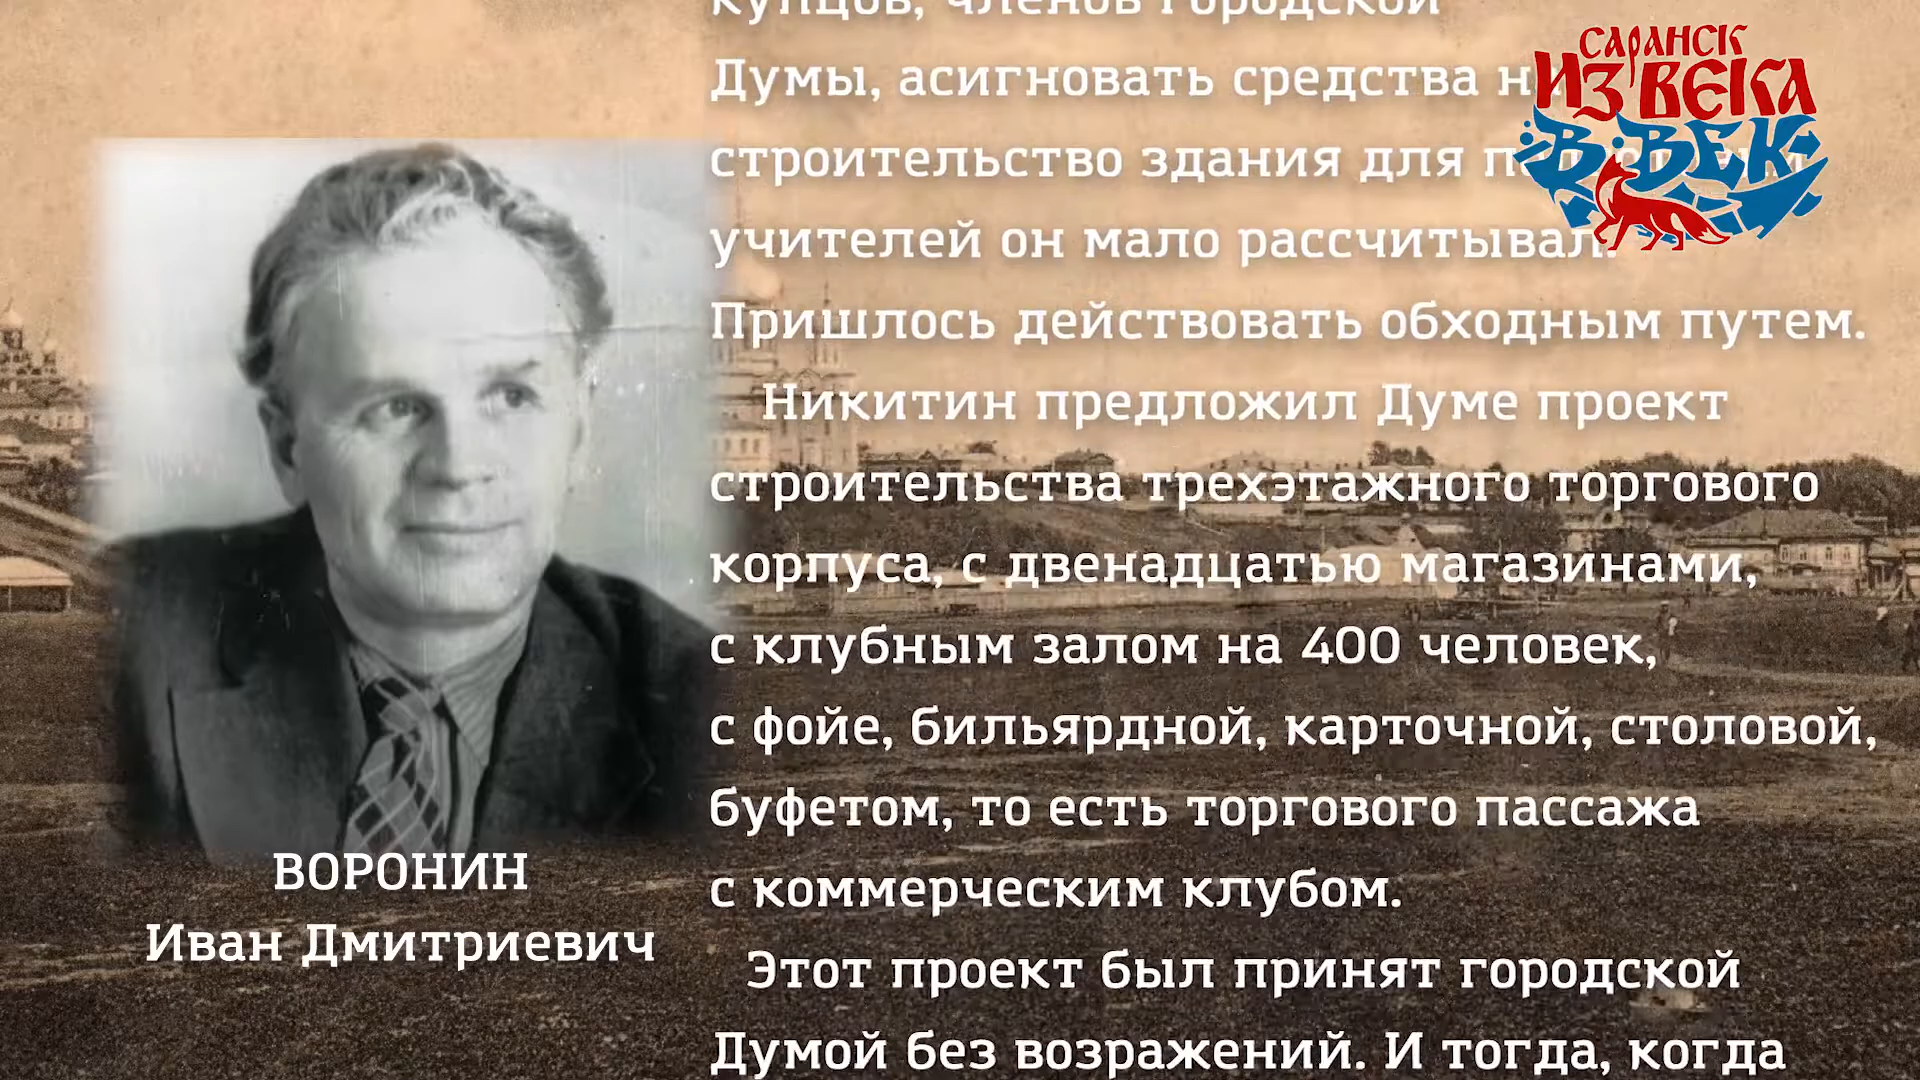 купцов, членов городской
Думы, асигновать средства
строительство здания для
учителей он мало рассчитывал.
Пришлось действовать обходным путем.
Никитин предложил Думе проект
строительства трехэтажного торгового
корпуса, с двенадцатью магазинами,
с клубным залом на 400 человек,
с фойе, бильярдной, карточной, столовой,
буфетом, то есть торгового пассажа
с коммерческим клубом.
Этот проект был принят городской
Думой без возражений. И тогда, когда
ВОРОНИН
Иван Дмитриевич
САРАНСК
ИЗ ВЕКА
В ВЕК